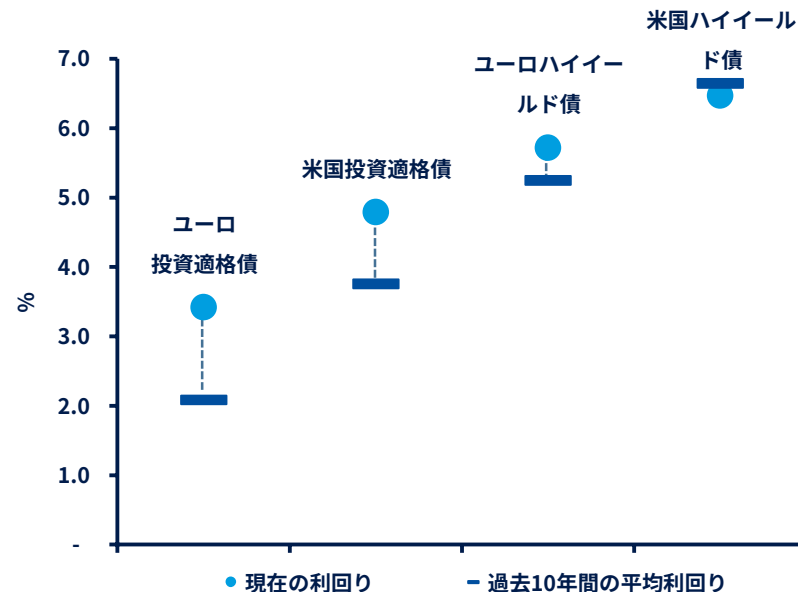 米国ハイイール
ド債
ユーロハイイー
ルド債
米国投資適格債
ユーロ
投資適格債
7.0
6.0
5.0
4.0
3.0
2.0
1.0
-
%
現在の利回り
過去10年間の平均利回り